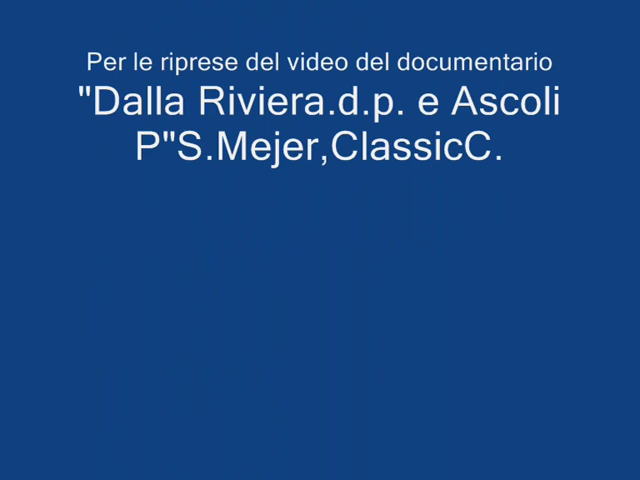 Per le riprese del video del documentario
"Dalla Riviera.d.p. e Ascoli
P"S.Mejer,ClassicC.